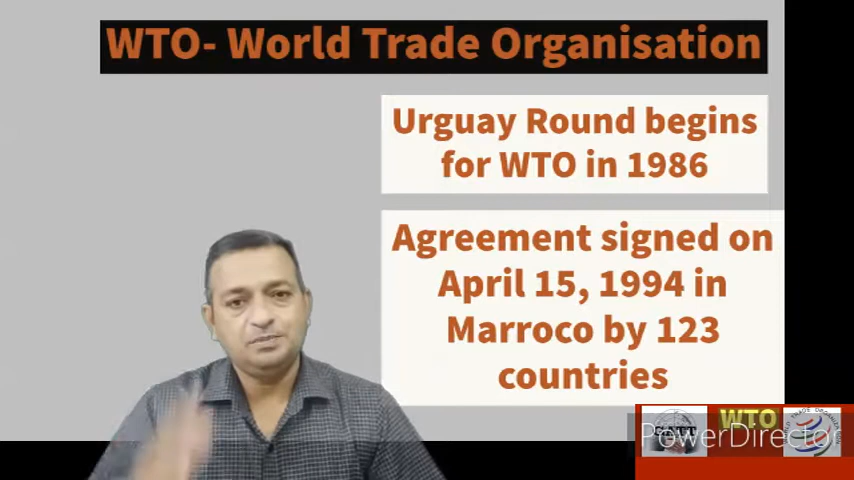 WTO- World Trade Organisation
Urguay Round begins
for WTO in 1986
Agreement signed on
April 15, 1994 in
Marroco by 123
countries
WTO
PowerDirector